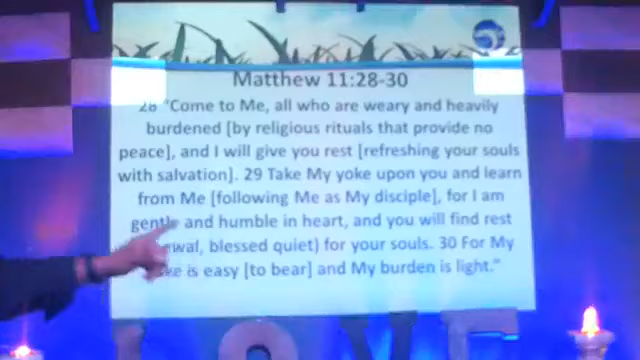 Matthew 11:28-30
28 "Come to Me, all who are weary and heavily
burdened [by religious rituals that provide no
peace], and I will give you rest [refreshing your souls
with salvation]. 29 Take My yoke upon you and learn
from Me [following Me as My disciple], for I am
gentle and humble in heart, and you will find rest
blessed quiet) for your souls. 30 For My
is easy [to bear] and My burden is light."
LOVE